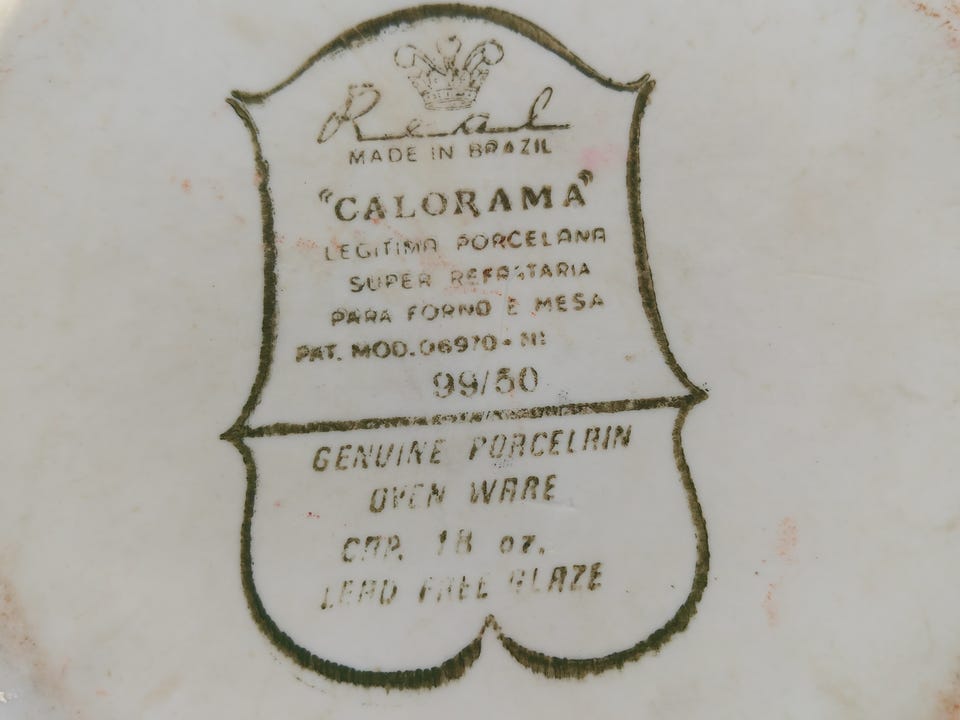 Real
MADE IN BRAZIL
"CALORAMA"
LEGITIMA PORCELANA
SUPER REFRATARIA
PARA FORNO E MESA
PAT. MOD. 06970 - Nº
99/50
GENUINE PORCELAIN
OVEN WARE
CAP. 18 oz.
LEAD FREE GLAZE